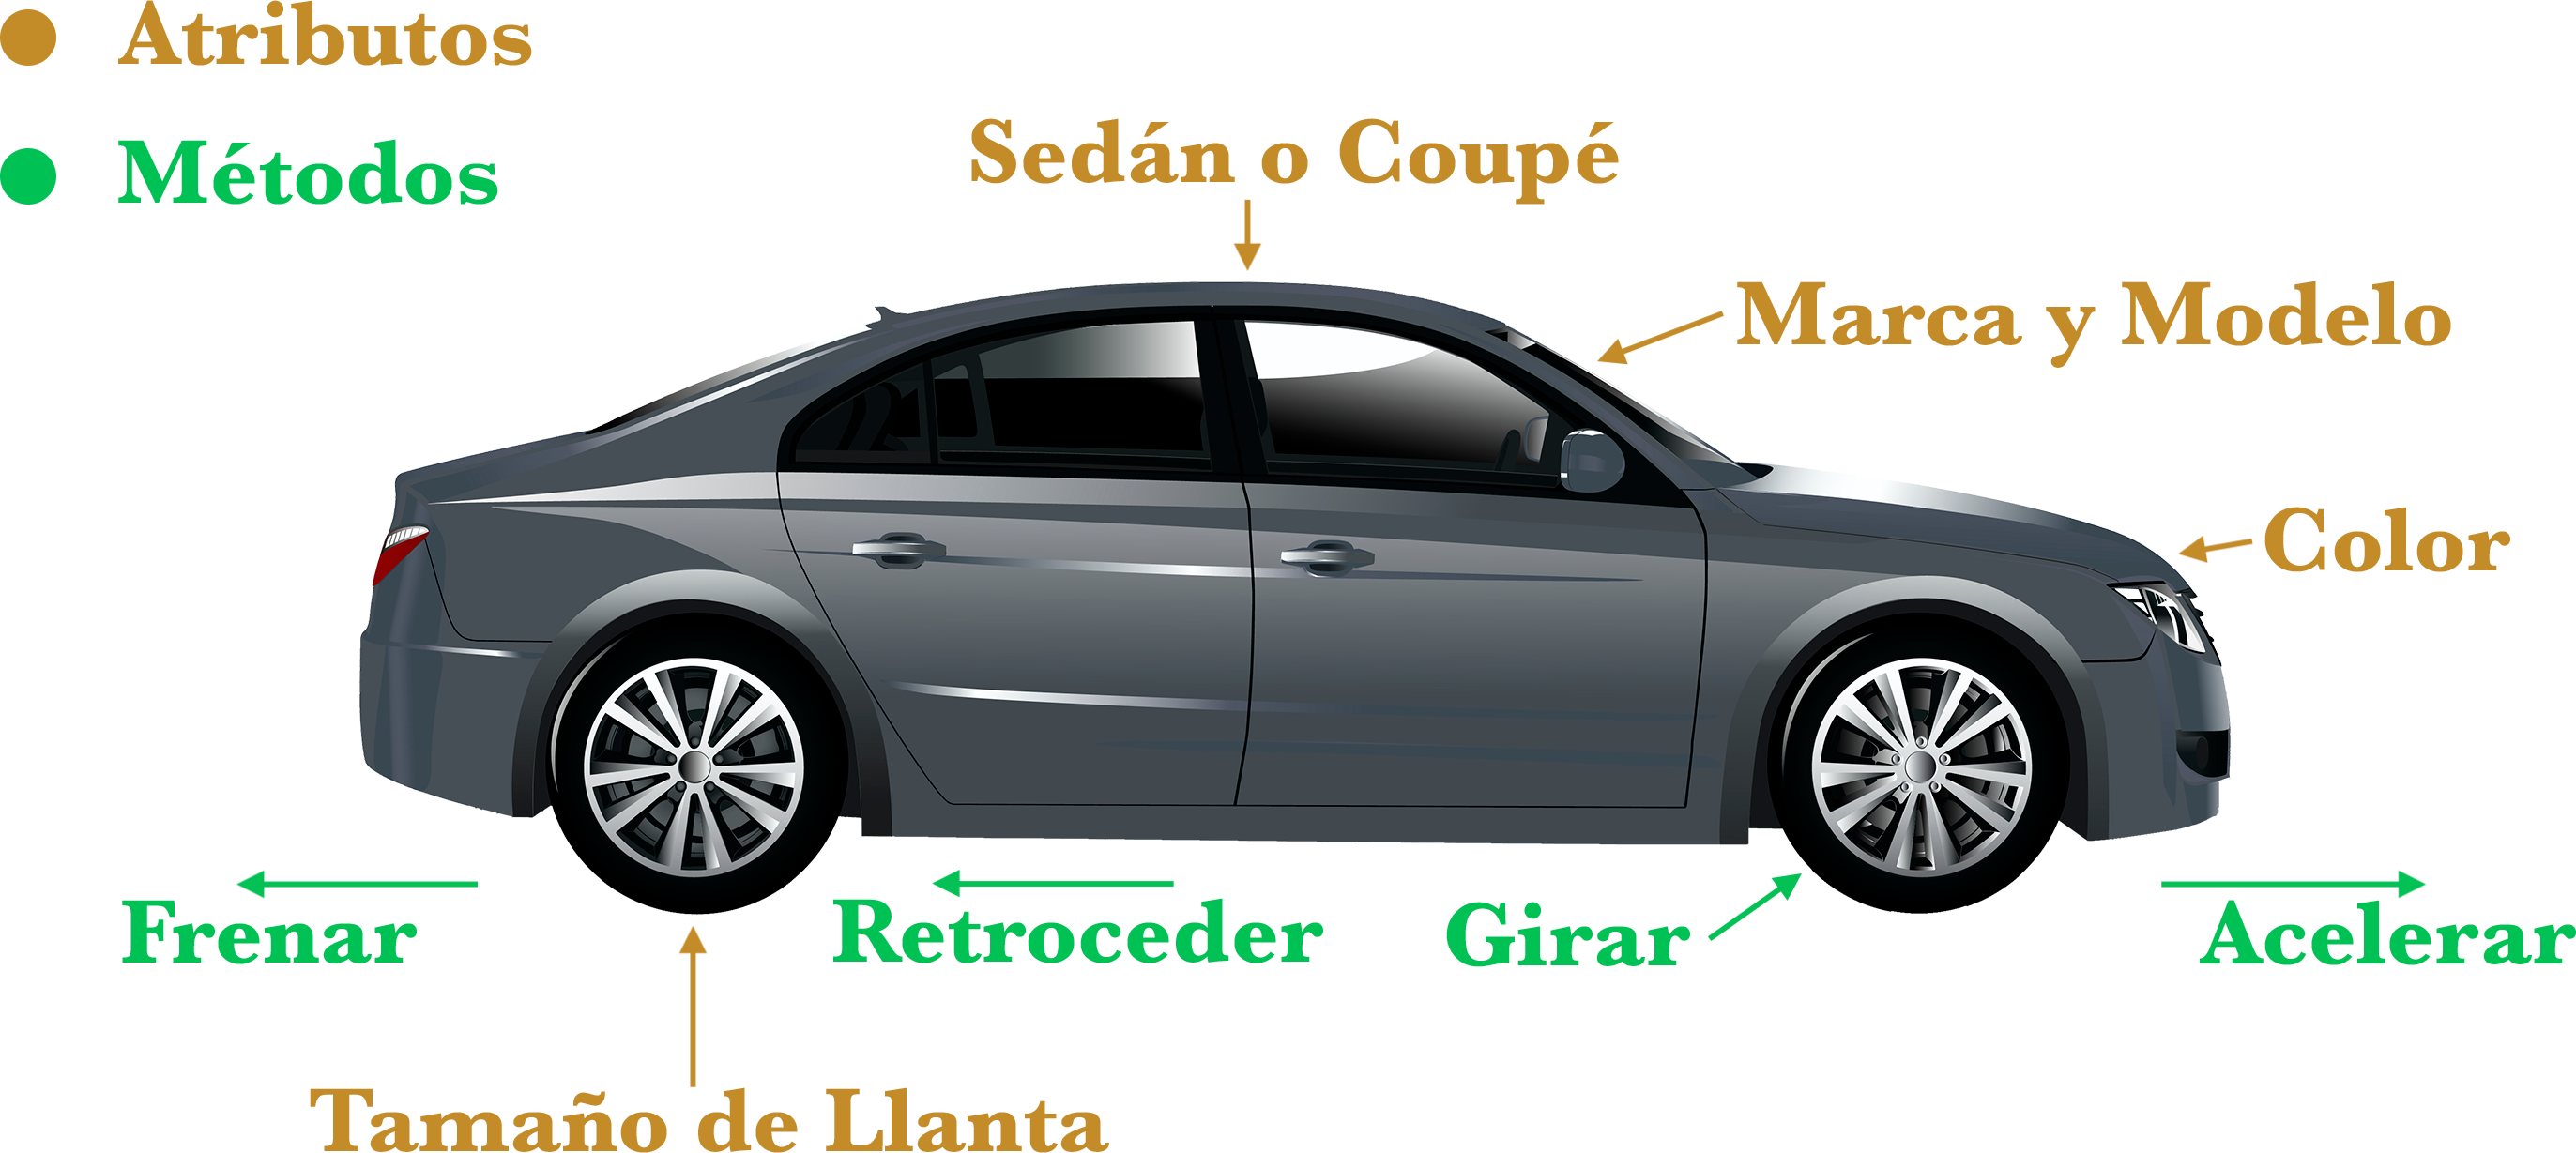 Atributos
Métodos
Sedán o Coupé
Marca y Modelo
Color
Frenar
Retroceder
Girar
Acelerar
Tamaño de Llanta